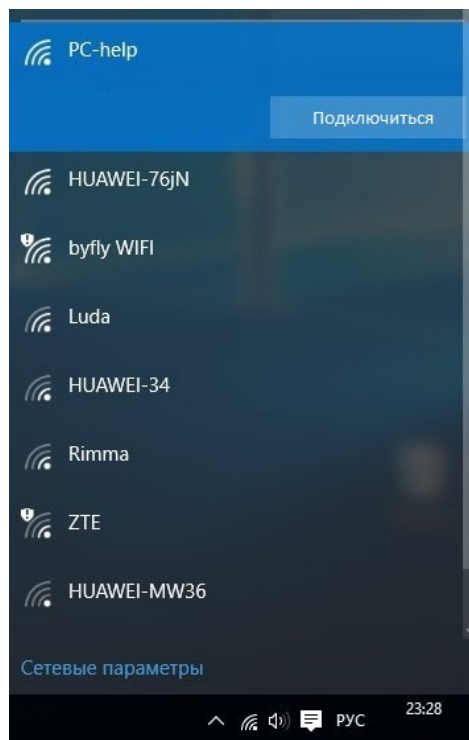 PC-help
Подключиться
HUAWEI-76jN
byfly WIFI
Luda
HUAWEI-34
Rimma
ZTE
HUAWEI-MW36
Сетевые параметры
РУС 23:28